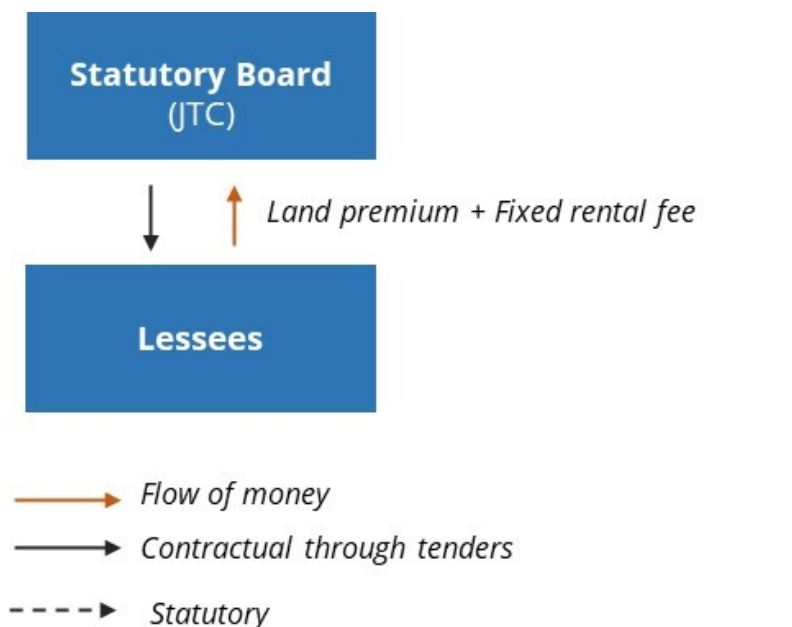 Statutory Board
(JTC)
Land premium + Fixed rental fee
Lessees
Flow of money
Contractual through tenders
Statutory